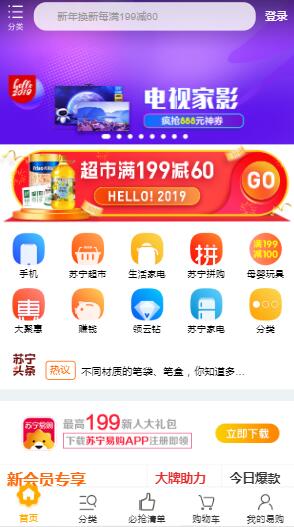 新年换新每满199减60
登录
分类
Hello
2019
电视家影
疯抢888元神券
超市满199减60
HELLO! 2019
GO
满199
减100
拼
手机
苏宁超市
生活家电
苏宁拼购
母婴玩具
惠
大聚惠
赚钱
领云钻
苏宁家电
分类
苏宁
头条
热议
不同材质的笔袋、笔盒，你知道多…
苏宁易购
最高199新人大礼包
下载苏宁易购APP注册即领
立即下载
新会员专享
大牌助力
今日爆款
首页
分类
必抢清单
购物车
我的易购